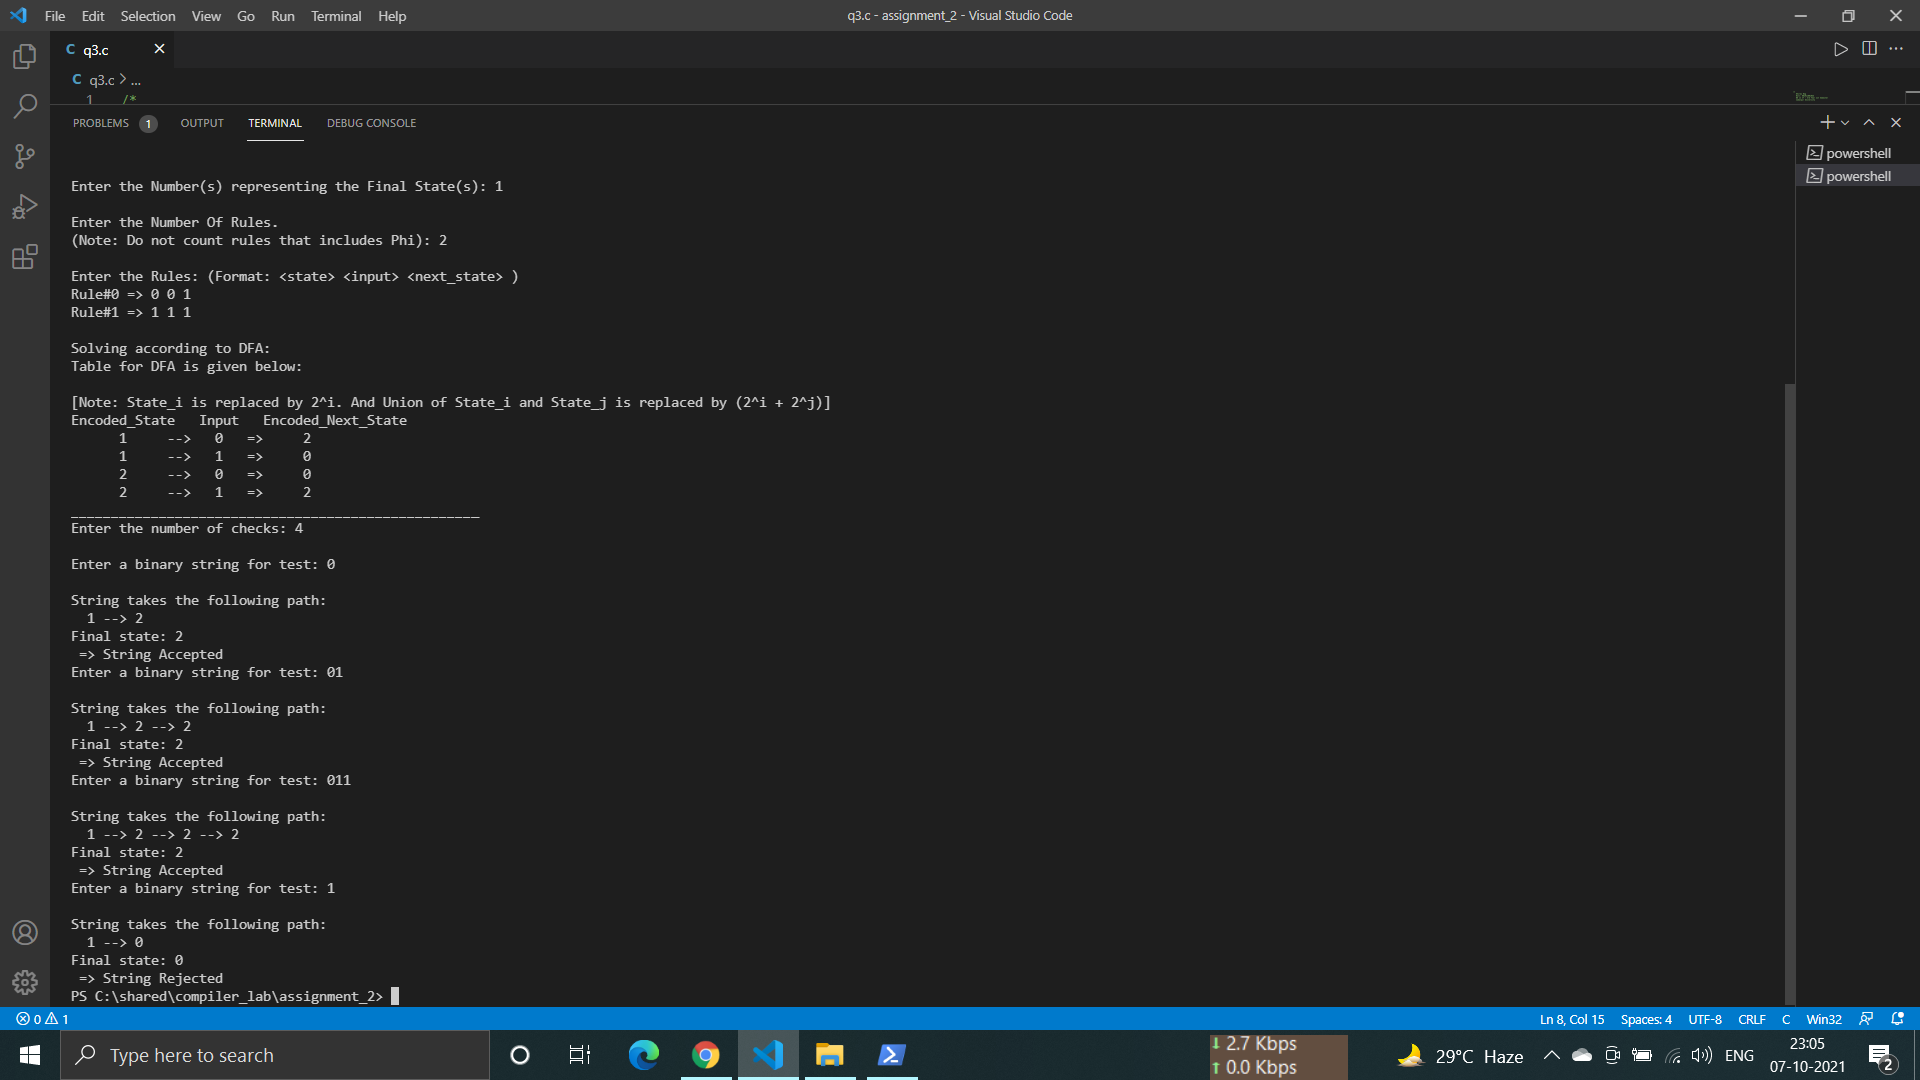 File Edit Selection View Go Run Terminal Help
q3.c - assignment_2 - Visual Studio Code
C q3.c
C q3.c > ...
1 /*
PROBLEMS 1 OUTPUT TERMINAL DEBUG CONSOLE
powershell
powershell
Enter the Number(s) representing the Final State(s): 1
Enter the Number Of Rules.
(Note: Do not count rules that includes Phi): 2
Enter the Rules: (Format: <state> <input> <next_state> )
Rule#0 => 0 0 1
Rule#1 => 1 1 1
Solving according to DFA:
Table for DFA is given below:
[Note: State_i is replaced by 2^i. And Union of State_i and State_j is replaced by (2^i + 2^j)]
Encoded_State Input Encoded_Next_State
1 --> 0 => 2
1 --> 1 => 0
2 --> 0 => 0
2 --> 1 => 2
___________________________________________________
Enter the number of checks: 4
Enter a binary string for test: 0
String takes the following path:
1 --> 2
Final state: 2
=> String Accepted
Enter a binary string for test: 01
String takes the following path:
1 --> 2 --> 2
Final state: 2
=> String Accepted
Enter a binary string for test: 011
String takes the following path:
1 --> 2 --> 2 --> 2
Final state: 2
=> String Accepted
Enter a binary string for test: 1
String takes the following path:
1 --> 0
Final state: 0
=> String Rejected
PS C:\shared\compiler_lab\assignment_2>
0 1
Ln 8, Col 15 Spaces: 4 UTF-8 CRLF C Win32
Type here to search
2.7 Kbps
0.0 Kbps
29°C Haze
ENG
23:05
07-10-2021
2